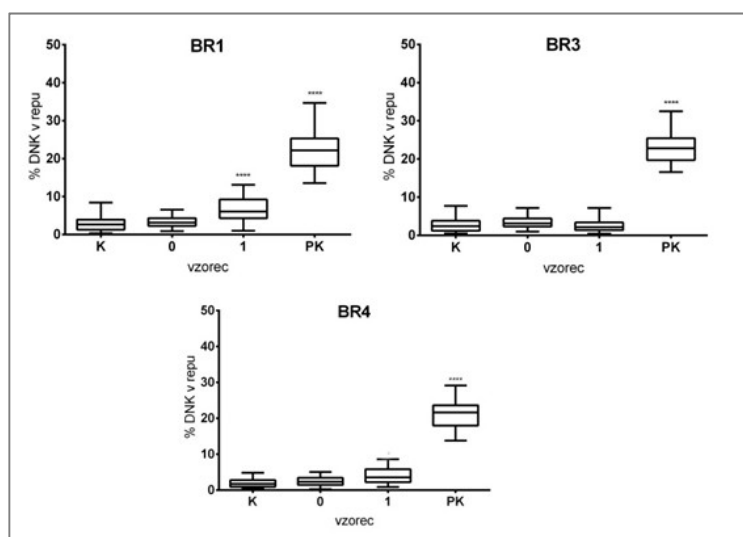 BR1
50
40
30
20
10
0
% DNK v repu
****
****
K 0 1 PK
vzorec
BR3
50
40
30
20
10
0
% DNK v repu
****
K 0 1 PK
vzorec
BR4
50
40
30
20
10
0
% DNK v repu
****
K 0 1 PK
vzorec